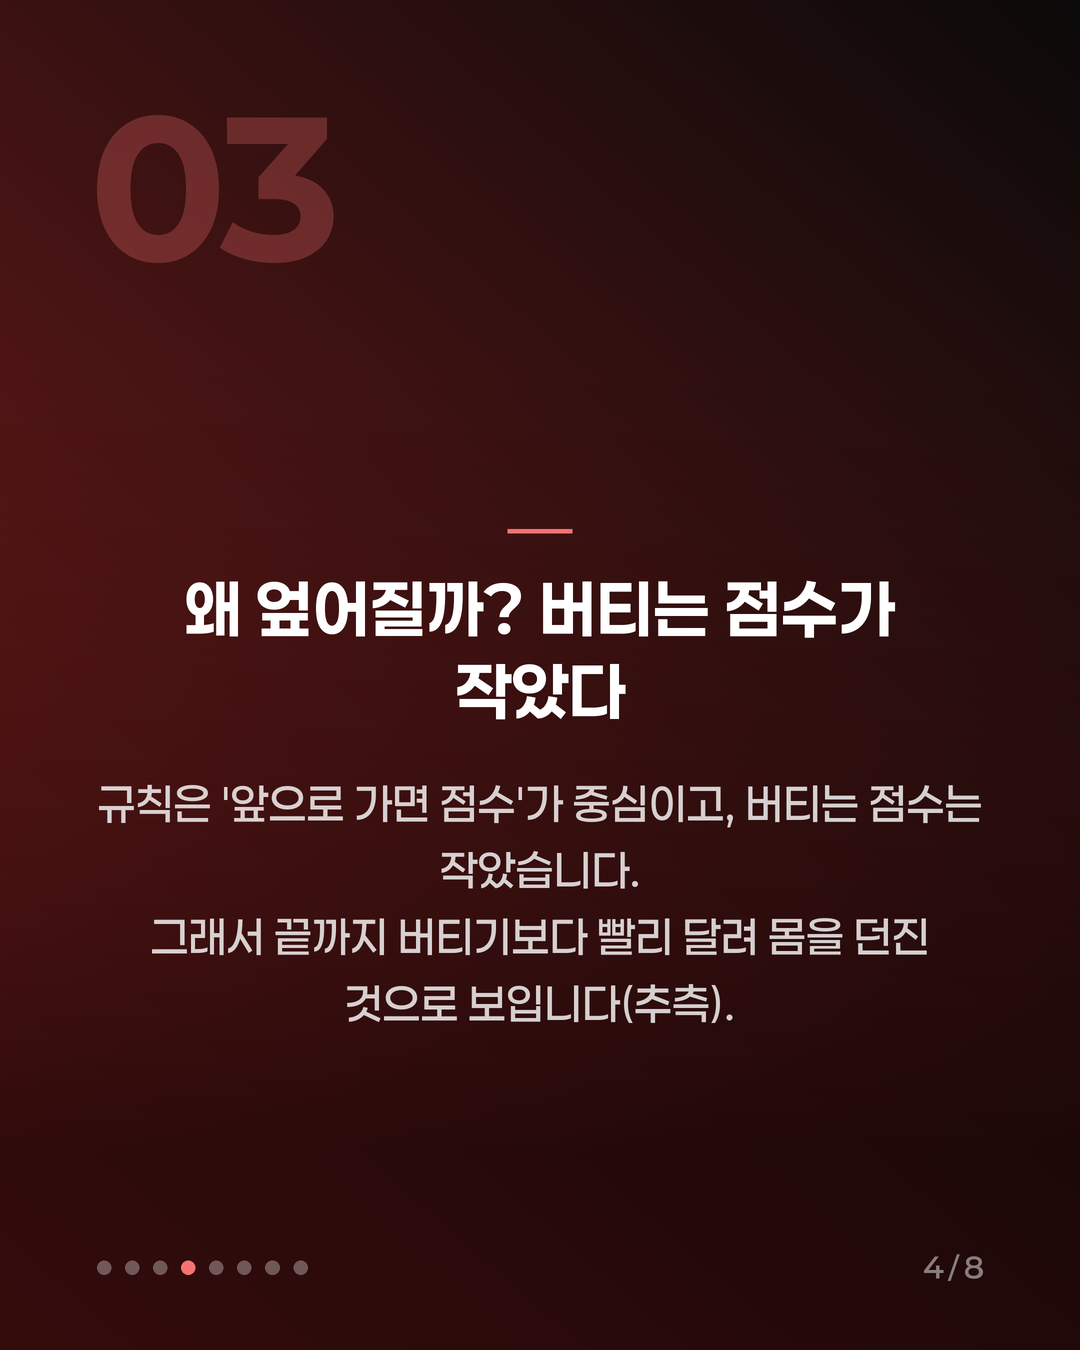 03
왜 엎어질까? 버티는 점수가
작았다
규칙은 '앞으로 가면 점수'가 중심이고, 버티는 점수는
작았습니다.
그래서 끝까지 버티기보다 빨리 달려 몸을 던진
것으로 보입니다(추측).
4/8